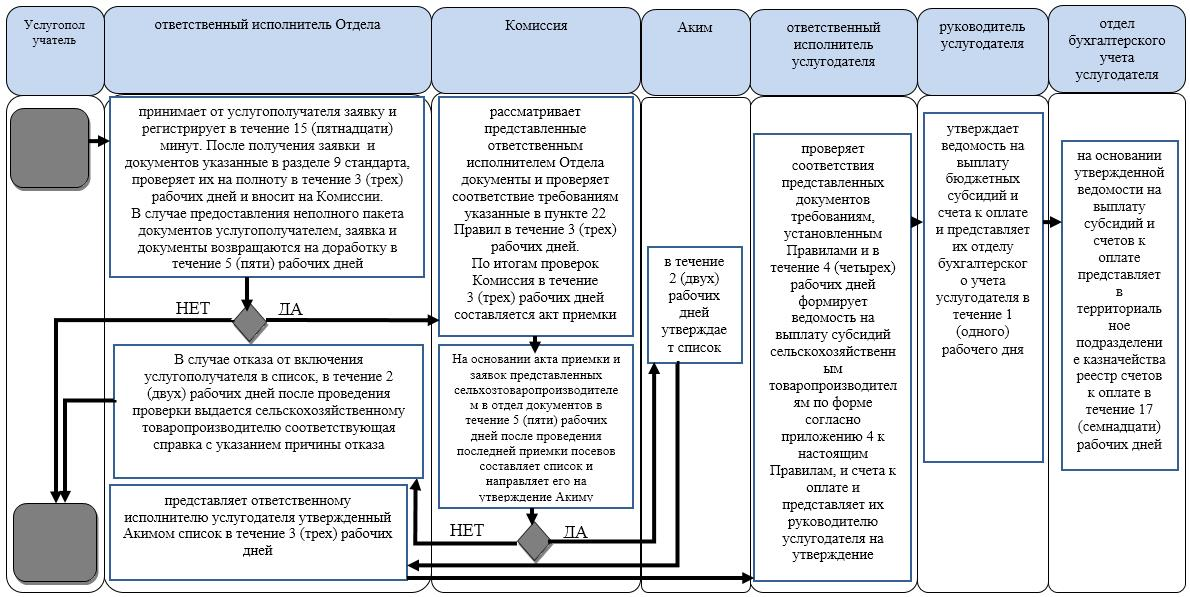 Услугопол
учатель
ответственный исполнитель Отдела
Комиссия
Аким
ответственный
исполнитель
услугодателя
руководитель
услугодателя
отдел
бухгалтерского
учета
услугодателя
принимает от услугополучателя заявку и
регистрирует в течение 15 (пятнадцати)
минут. После получения заявки и
документов указанные в разделе 9 стандарта,
проверяет их на полноту в течение 3 (трех)
рабочих дней и вносит на Комиссии.
В случае предоставления неполного пакета
документов услугополучателем, заявка и
документы возвращаются на доработку в
течение 5 (пяти) рабочих дней
НЕТ
ДА
В случае отказа от включения
услугополучателя в список, в течение 2
(двух) рабочих дней после проведения
проверки выдается сельскохозяйственному
товаропроизводителю соответствующая
справка с указанием причины отказа
представляет ответственному
исполнителю услугодателя утвержденный
Акимом список в течение 3 (трех) рабочих
дней
рассматривает
представленные
ответственным
исполнителем Отдела
документы и проверяет
соответствие требованиям
указанные в пункте 22
Правил в течение 3 (трех)
рабочих дней.
По итогам проверок
Комиссия в течение
3 (трех) рабочих дней
составляется акт приемки
На основании акта приемки и
заявок представленных
сельхозтоваропроизводителе
м в отдел документов в
течение 5 (пяти) рабочих
дней после проведения
последней приемки посевов
составляет список и
направляет его на
утверждение Акиму
НЕТ
ДА
в течение
2 (двух)
рабочих
дней
утверждае
т список
проверяет
соответствия
представленных
документов
требованиям,
установленным
Правилами и в
течение 4 (четырех)
рабочих дней
формирует
ведомость на
выплату субсидий
сельскохозяйственн
ым
товаропроизводител
ям по форме
согласно
приложению 4 к
настоящим
Правилам, и счета к
оплате и
представляет их
руководителю
услугодателя на
утверждение
утверждает
ведомость на
выплату
бюджетных
субсидий и
счета к оплате
и представляет
их отделу
бухгалтерског
о учета
услугодателя в
течение 1
(одного)
рабочего дня
на основании
утвержденной
ведомости на
выплату
субсидий и
счетов к
оплате
представляет
в
территориаль
ное
подразделени
е казначейства
реестр счетов
к оплате в
течение 17
(семнадцати)
рабочих дней